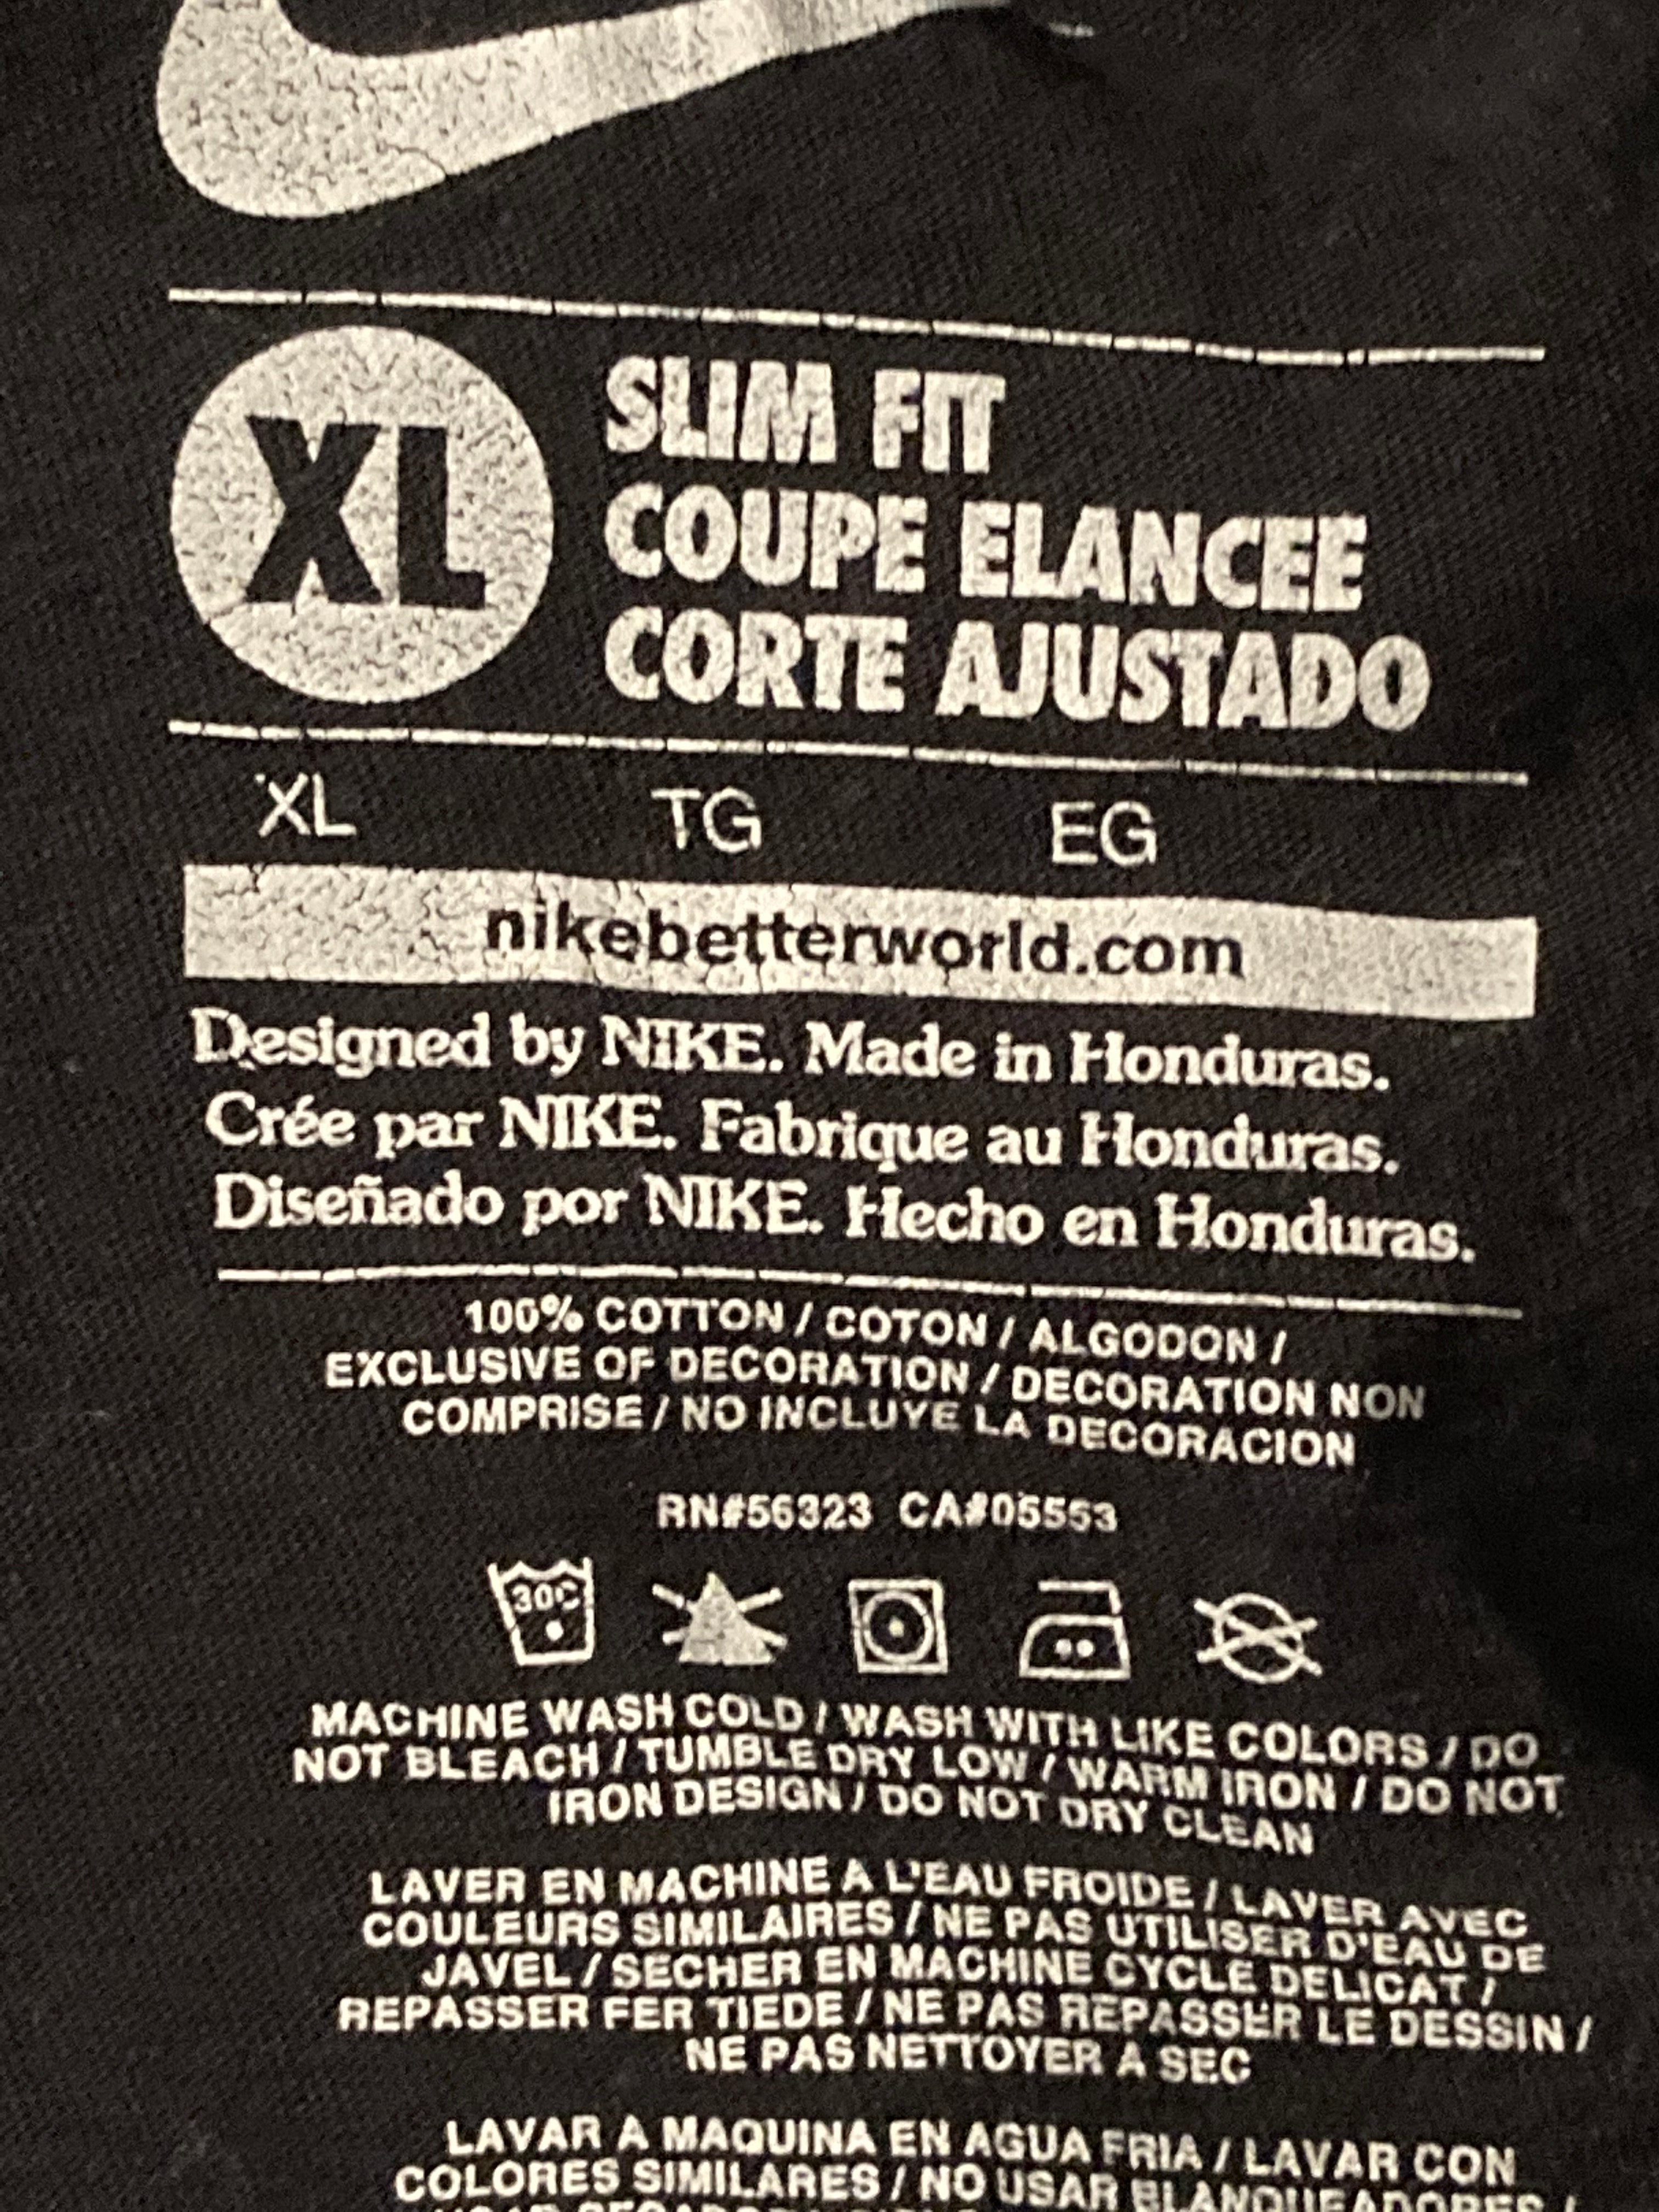 XL
SLIM FIT
COUPE ELANCEE
CORTE AJUSTADO
XL TG EG
nikebetterworld.com
Designed by NIKE. Made in Honduras.
Crée par NIKE. Fabrique au Honduras.
Diseñado por NIKE. Hecho en Honduras.
100% COTTON / COTON / ALGODON /
EXCLUSIVE OF DECORATION / DECORATION NON
COMPRISE / NO INCLUYE LA DECORACION
RN#56323 CA#05553
30C
MACHINE WASH COLD / WASH WITH LIKE COLORS / DO
NOT BLEACH / TUMBLE DRY LOW / WARM IRON / DO NOT
IRON DESIGN / DO NOT DRY CLEAN
LAVER EN MACHINE A L'EAU FROIDE / LAVER AVEC
COULEURS SIMILAIRES / NE PAS UTILISER D'EAU DE
JAVEL / SECHER EN MACHINE CYCLE DELICAT /
REPASSER FER TIEDE / NE PAS REPASSER LE DESSIN /
NE PAS NETTOYER A SEC
LAVAR A MAQUINA EN AGUA FRIA / LAVAR CON
COLORES SIMILARES / NO USAR BLANQUEADORES /